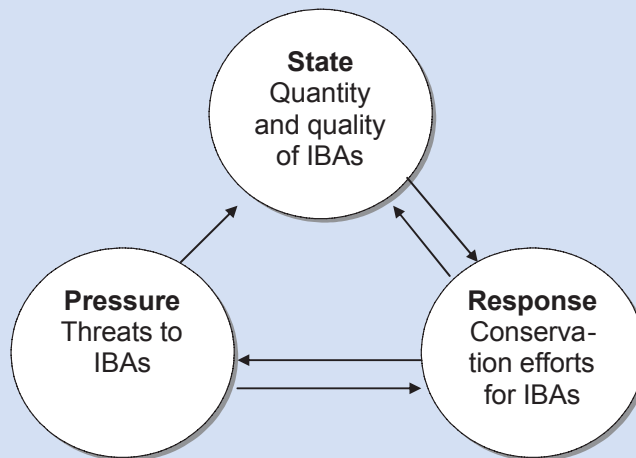 State
Quantity
and quality
of IBAs
Pressure
Threats to
IBAs
Response
Conserva-
tion efforts
for IBAs